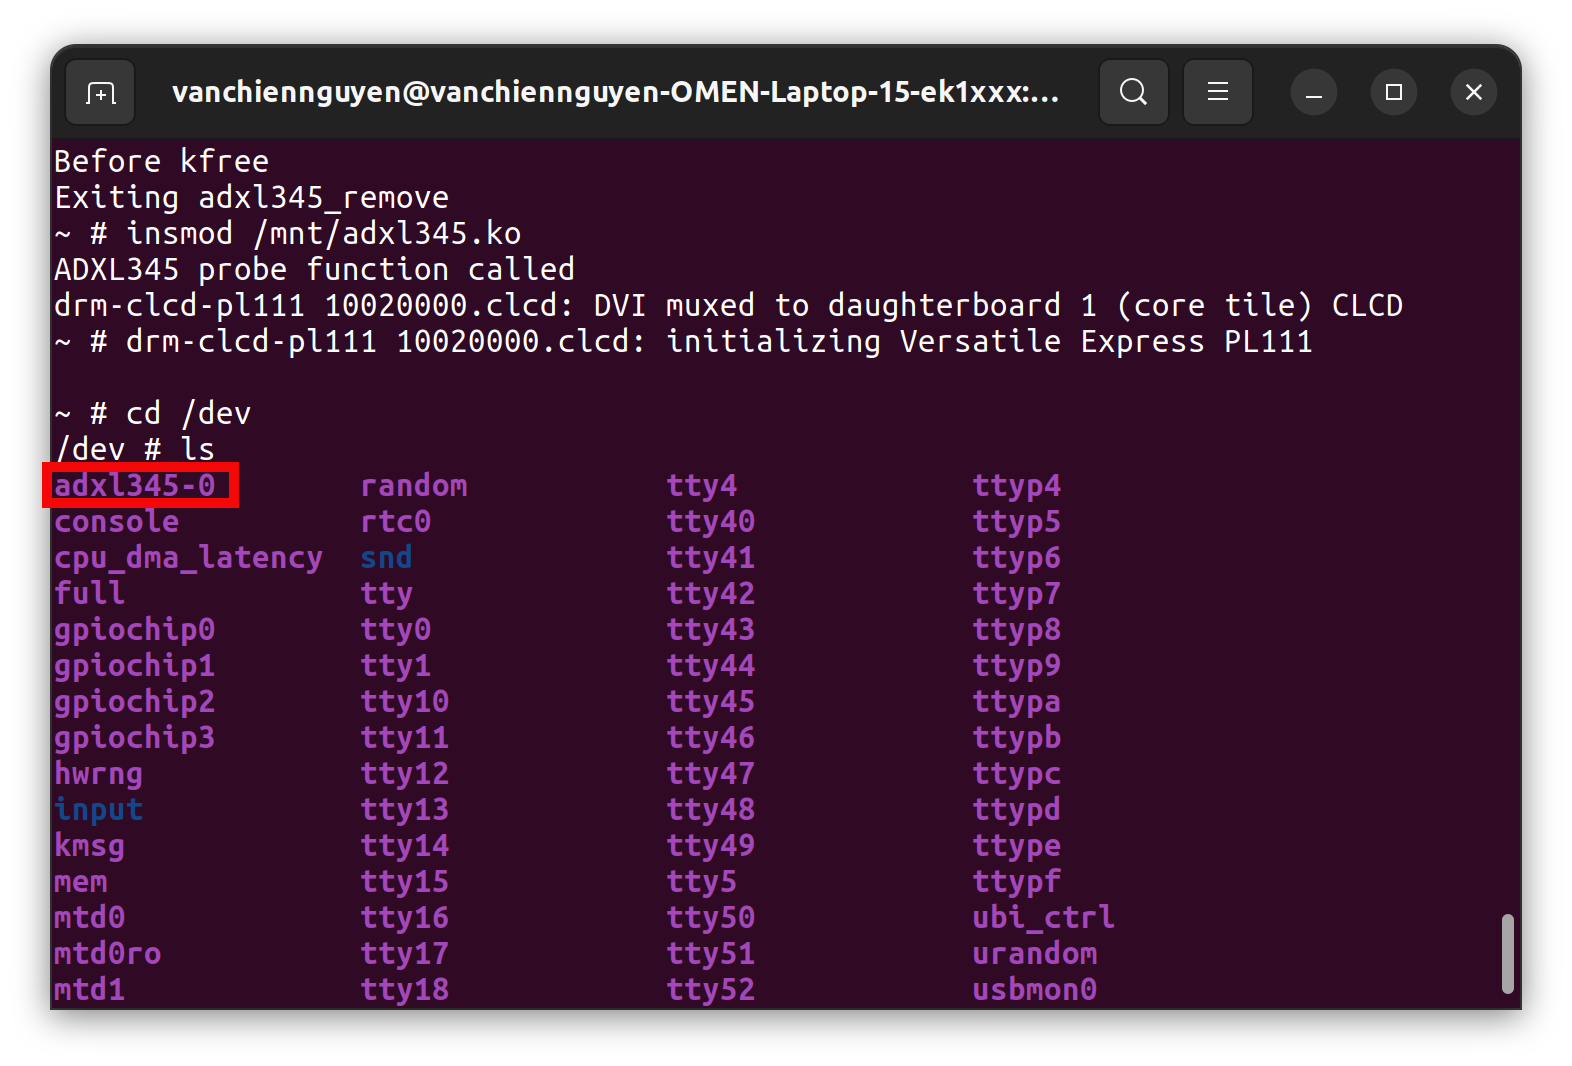 vanchiennguyen@vanchiennguyen-OMEN-Laptop-15-ek1xxx:...
Before kfree
Exiting adxl345_remove
~ # insmod /mnt/adxl345.ko
ADXL345 probe function called
drm-clcd-pl111 10020000.clcd: DVI muxed to daughterboard 1 (core tile) CLCD
~ # drm-clcd-pl111 10020000.clcd: initializing Versatile Express PL111
~ # cd /dev
/dev # ls
adxl345-0 random tty4 ttyp4
console rtc0 tty40 ttyp5
cpu_dma_latency snd tty41 ttyp6
full tty tty42 ttyp7
gpiochip0 tty0 tty43 ttyp8
gpiochip1 tty1 tty44 ttyp9
gpiochip2 tty10 tty45 ttypa
gpiochip3 tty11 tty46 ttypb
hwrng tty12 tty47 ttypc
input tty13 tty48 ttypd
kmsg tty14 tty49 ttype
mem tty15 tty5 ttypf
mtd0 tty16 tty50 ubi_ctrl
mtd0ro tty17 tty51 urandom
mtd1 tty18 tty52 usbmon0